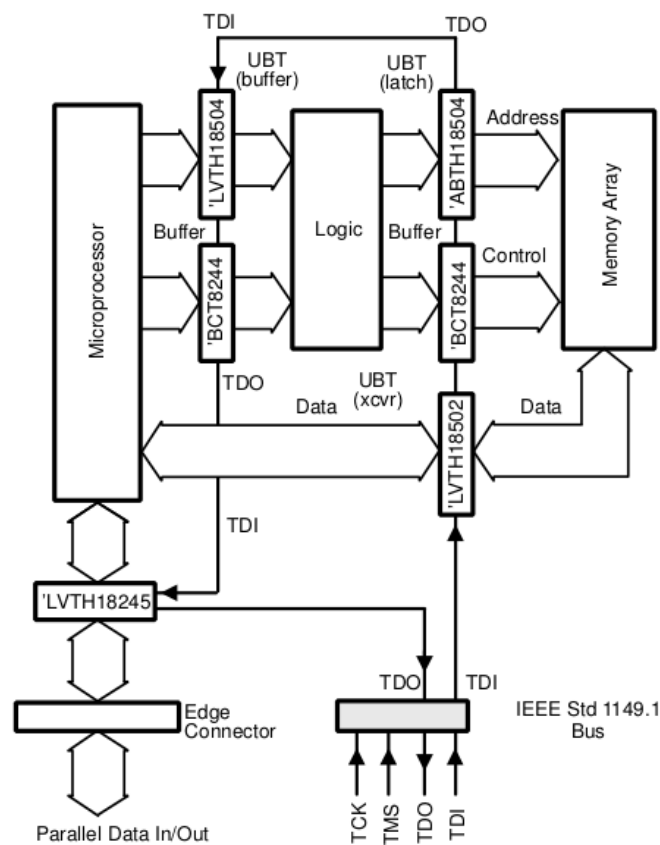 TDI
TDO
UBT
(buffer)
UBT
(latch)
Microprocessor
'LVTH18504
Logic
'ABTH18504
Address
Memory Array
Buffer
'BCT8244
Buffer
'BCT8244
Control
TDO
Data
UBT
(xcvr)
'LVTH18502
Data
TDI
'LVTH18245
TDO
TDI
Edge
Connector
IEEE Std 1149.1
Bus
TCK
TMS
TDO
TDI
Parallel Data In/Out